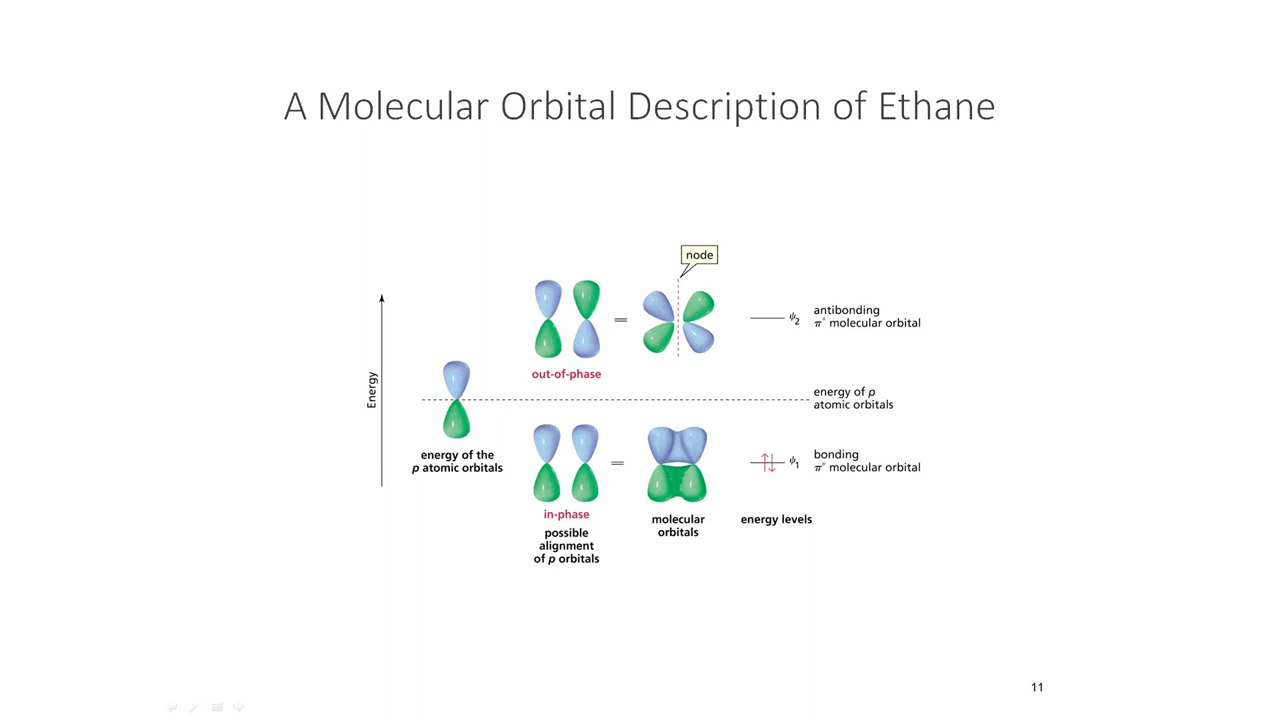 A Molecular Orbital Description of Ethane
node
ψ2
antibonding
π* molecular orbital
out-of-phase
Energy
energy of p
atomic orbitals
energy of the
p atomic orbitals
ψ1
bonding
π* molecular orbital
in-phase
possible
alignment
of p orbitals
molecular
orbitals
energy levels
11